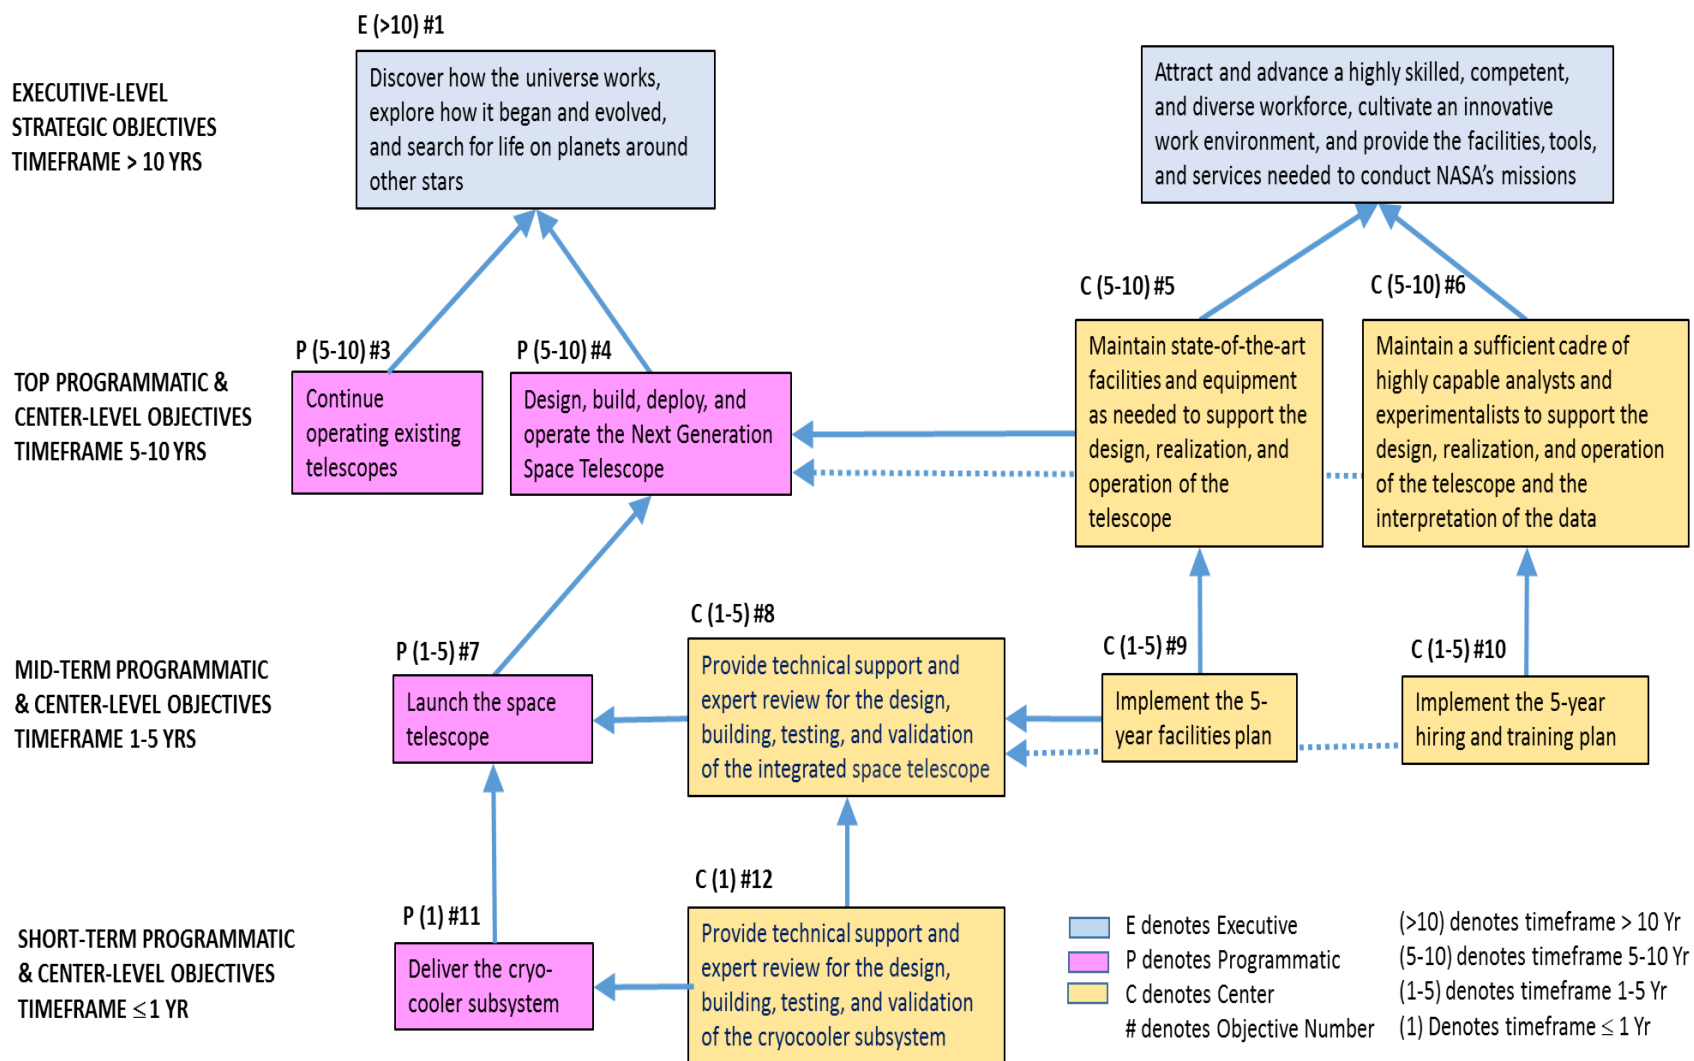 E (>10) #1
EXECUTIVE-LEVEL
STRATEGIC OBJECTIVES
TIMEFRAME > 10 YRS
Discover how the universe works,
explore how it began and evolved,
and search for life on planets around
other stars
Attract and advance a highly skilled, competent,
and diverse workforce, cultivate an innovative
work environment, and provide the facilities, tools,
and services needed to conduct NASA's missions
TOP PROGRAMMATIC &
CENTER-LEVEL OBJECTIVES
TIMEFRAME 5-10 YRS
P (5-10) #3
Continue
operating existing
telescopes
P (5-10) #4
Design, build, deploy, and
operate the Next Generation
Space Telescope
C (5-10) #5
Maintain state-of-the-art
facilities and equipment
as needed to support the
design, realization, and
operation of the
telescope
C (5-10) #6
Maintain a sufficient cadre of
highly capable analysts and
experimentalists to support the
design, realization, and operation
of the telescope and the
interpretation of the data
MID-TERM PROGRAMMATIC
& CENTER-LEVEL OBJECTIVES
TIMEFRAME 1-5 YRS
P (1-5) #7
Launch the space
telescope
C (1-5) #8
Provide technical support and
expert review for the design,
building, testing, and validation
of the integrated space telescope
C (1-5) #9
Implement the 5-
year facilities plan
C (1-5) #10
Implement the 5-year
hiring and training plan
SHORT-TERM PROGRAMMATIC
& CENTER-LEVEL OBJECTIVES
TIMEFRAME ≤ 1 YR
P (1) #11
Deliver the cryo-
cooler subsystem
C (1) #12
Provide technical support and
expert review for the design,
building, testing, and validation
of the cryocooler subsystem
E denotes Executive
P denotes Programmatic
C denotes Center
# denotes Objective Number
(>10) denotes timeframe > 10 Yr
(5-10) denotes timeframe 5-10 Yr
(1-5) denotes timeframe 1-5 Yr
(1) Denotes timeframe ≤ 1 Yr